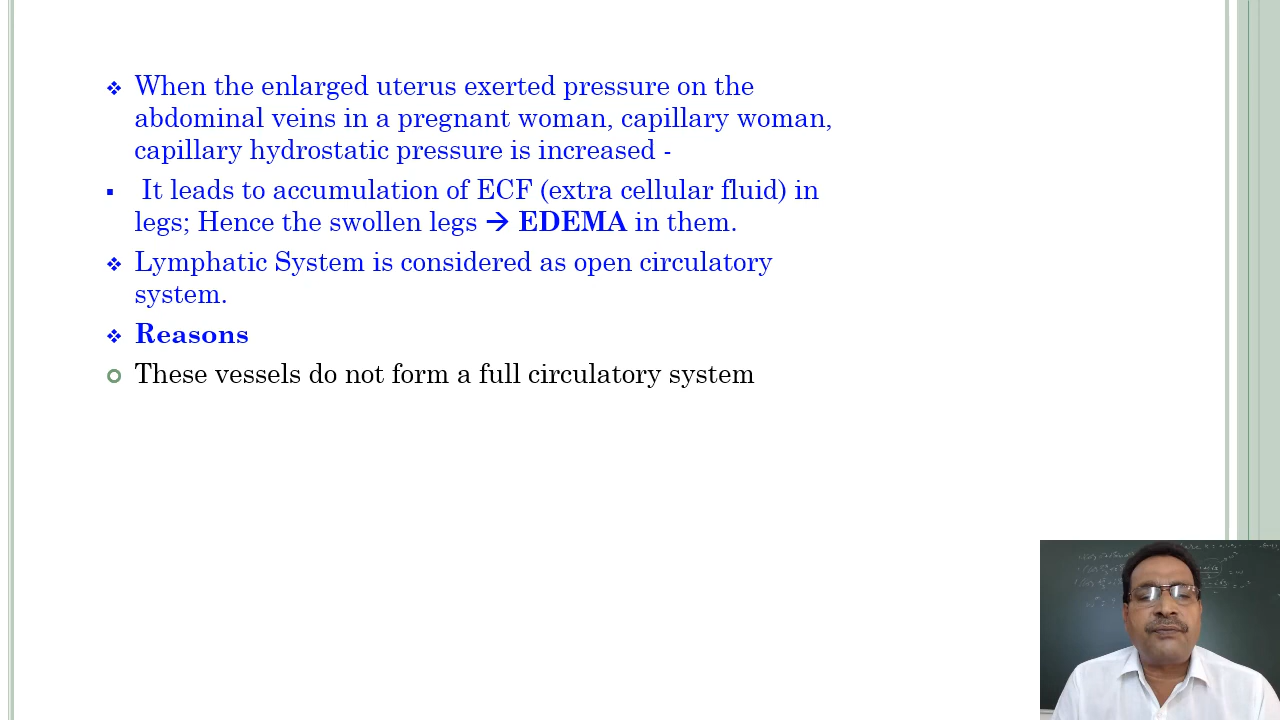 When the enlarged uterus exerted pressure on the
abdominal veins in a pregnant woman, capillary woman,
capillary hydrostatic pressure is increased -
It leads to accumulation of ECF (extra cellular fluid) in
legs; Hence the swollen legs → EDEMA in them.
Lymphatic System is considered as open circulatory
system.
Reasons
These vessels do not form a full circulatory system